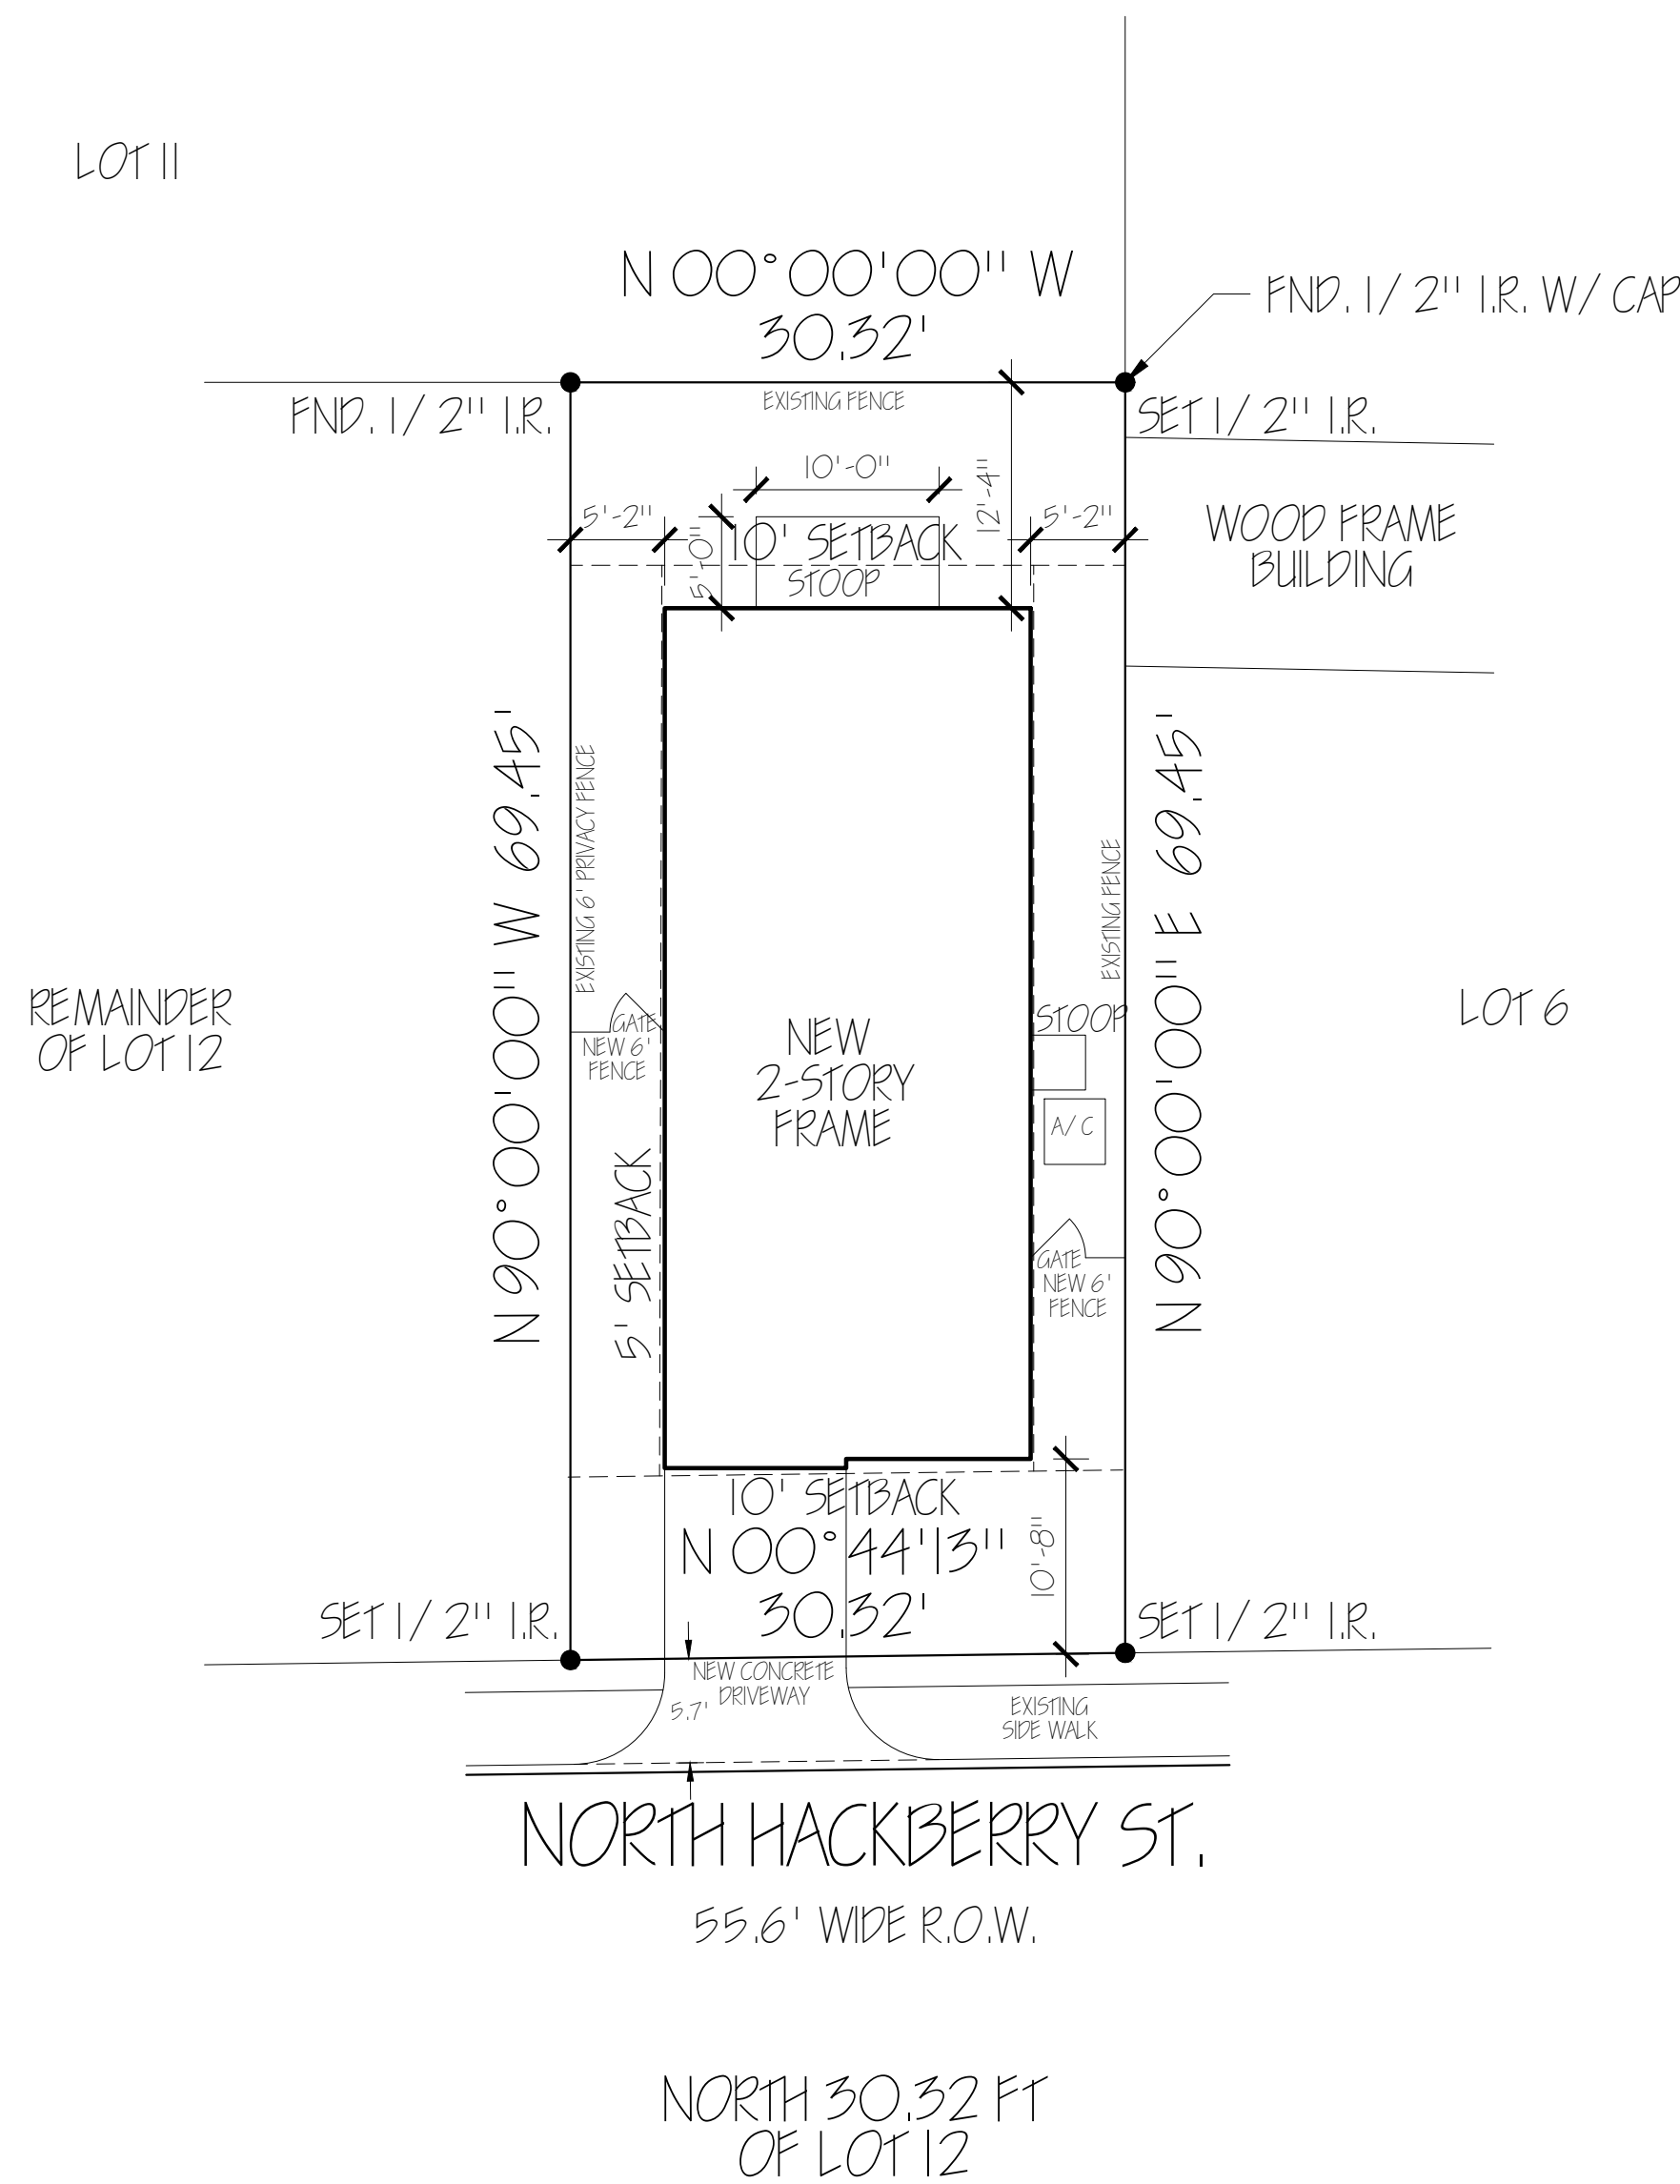 LOT 11
N 00°00'00" W
30.32'
FND. 1/2" I.R. W/ CAP
EXISTING FENCE
FND. 1/2" I.R.
SET 1/2" I.R.
10'-0"
12'-4"
5'-2"
5'-2"
5'-0"
10' SETBACK
STOOP
WOOD FRAME
BUILDING
N 90°00'00" W 69.45'
EXISTING 6' PRIVACY FENCE
EXISTING FENCE
N 90°00'00" E 69.45'
REMAINDER
OF LOT 12
GATE
NEW 6'
FENCE
NEW
2-STORY
FRAME
STOOP
A/C
LOT 6
5' SETBACK
GATE
NEW 6'
FENCE
10' SETBACK
N 00°44'13"
30.32'
10'-8"
SET 1/2" I.R.
SET 1/2" I.R.
NEW CONCRETE
DRIVEWAY
5.7'
EXISTING
SIDE WALK
NORTH HACKBERRY ST.
55.6' WIDE R.O.W.
NORTH 30.32 FT
OF LOT 12